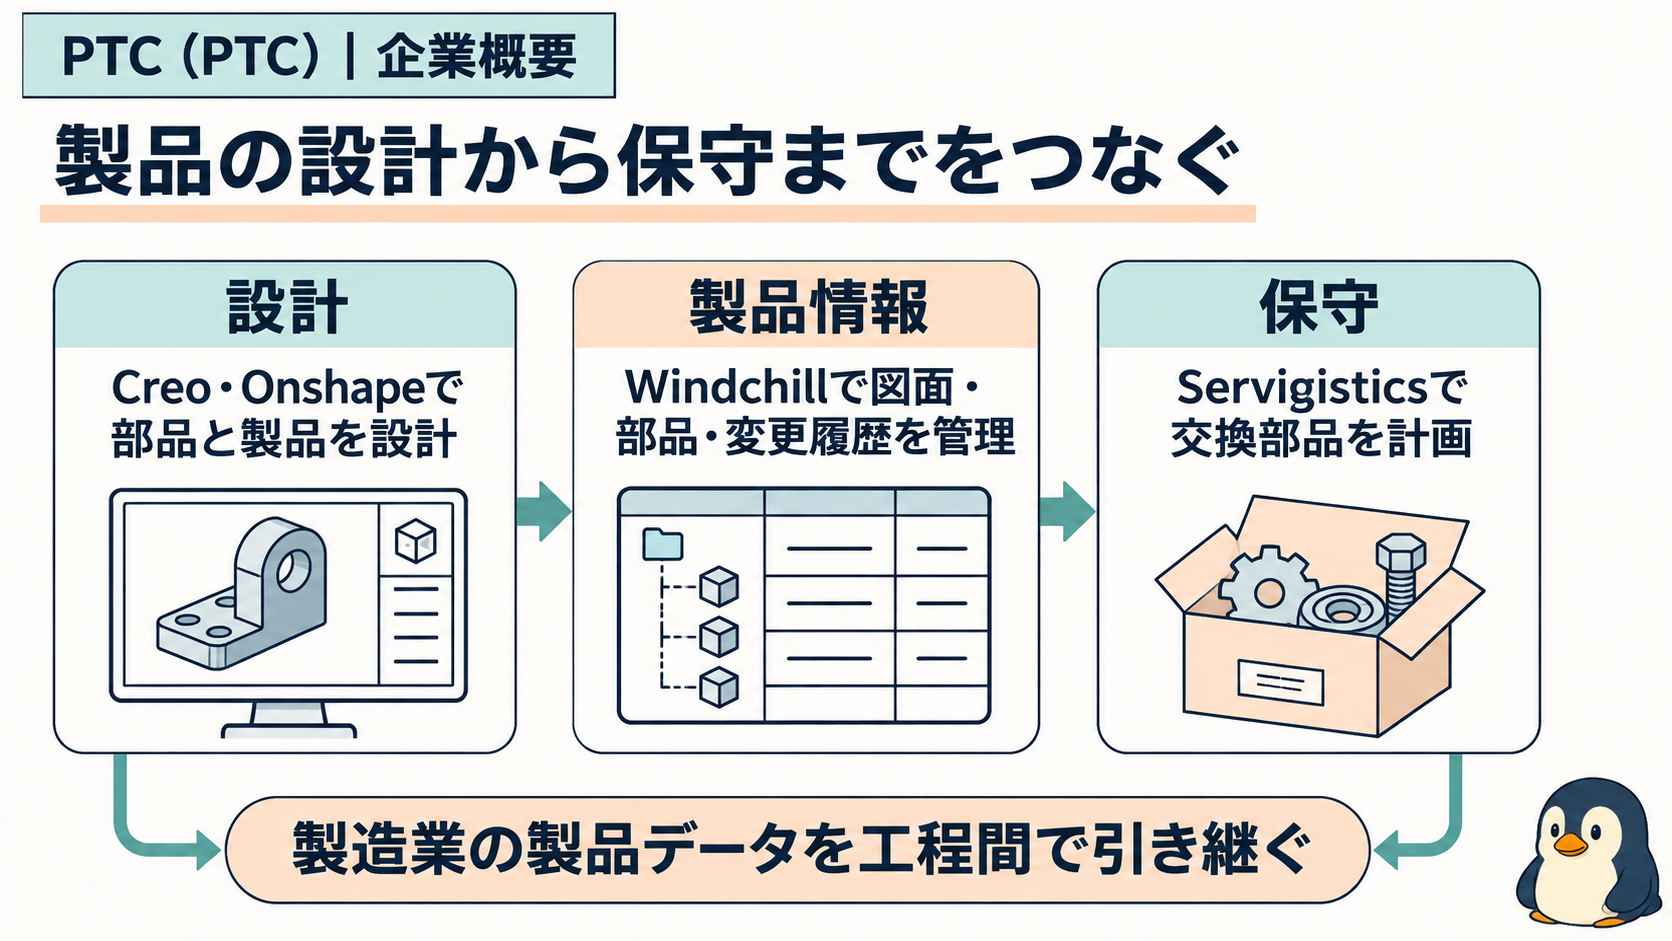 PTC（PTC）｜企業概要
製品の設計から保守までをつなぐ
設計
Creo・Onshapeで
部品と製品を設計
製品情報
Windchillで図面・
部品・変更履歴を管理
保守
Servigisticsで
交換部品を計画
製造業の製品データを工程間で引き継ぐ